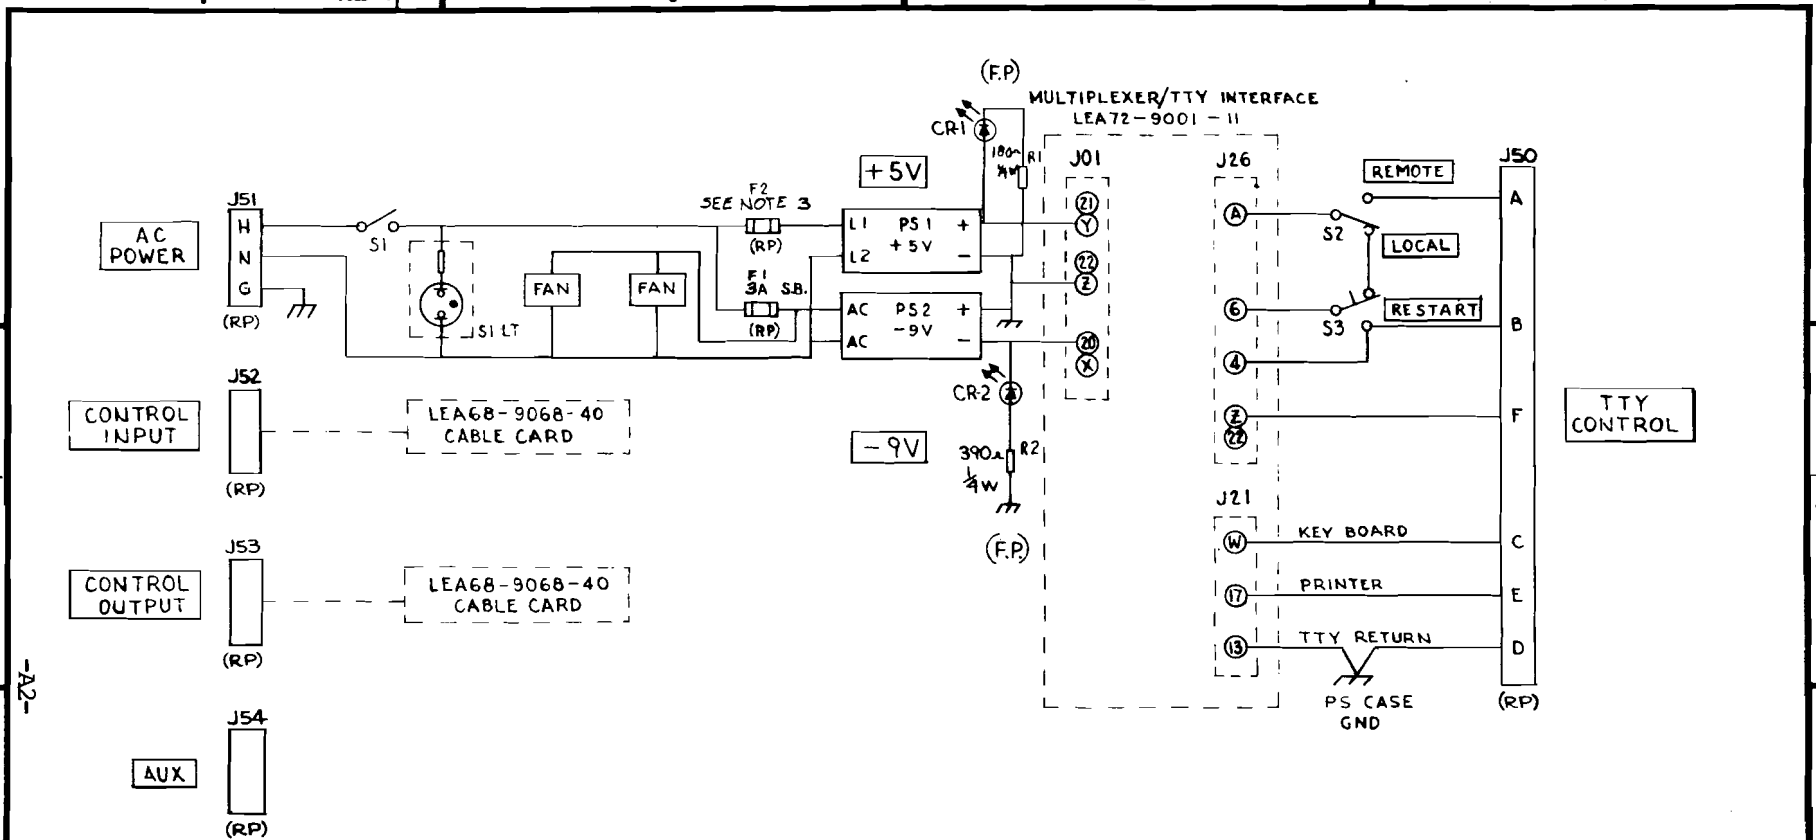 (F.P)
MULTIPLEXER/TTY INTERFACE
LEA72-9001-11
CR-1
180Ω
¼W
R1
J01
J26
J50
+5V
REMOTE
J51
F2
SEE NOTE 3
(RP)
AC
POWER
H
N
G
(RP)
S1
S1 LT
FAN
FAN
F1
3A S.B.
(RP)
L1
L2
PS1
+5V
+
-
AC
AC
PS2
-9V
+
-
21
Y
22
Z
20
X
A
6
4
Z
22
S2
LOCAL
S3
RESTART
A
B
F
TTY
CONTROL
J52
CONTROL
INPUT
(RP)
LEA68-9068-40
CABLE CARD
CR-2
-9V
390Ω
¼W
R2
(F.P.)
J21
W
KEY BOARD
C
17
PRINTER
E
13
TTY RETURN
D
PS CASE
GND
(RP)
J53
CONTROL
OUTPUT
(RP)
LEA68-9068-40
CABLE CARD
-A2-
J54
AUX
(RP)